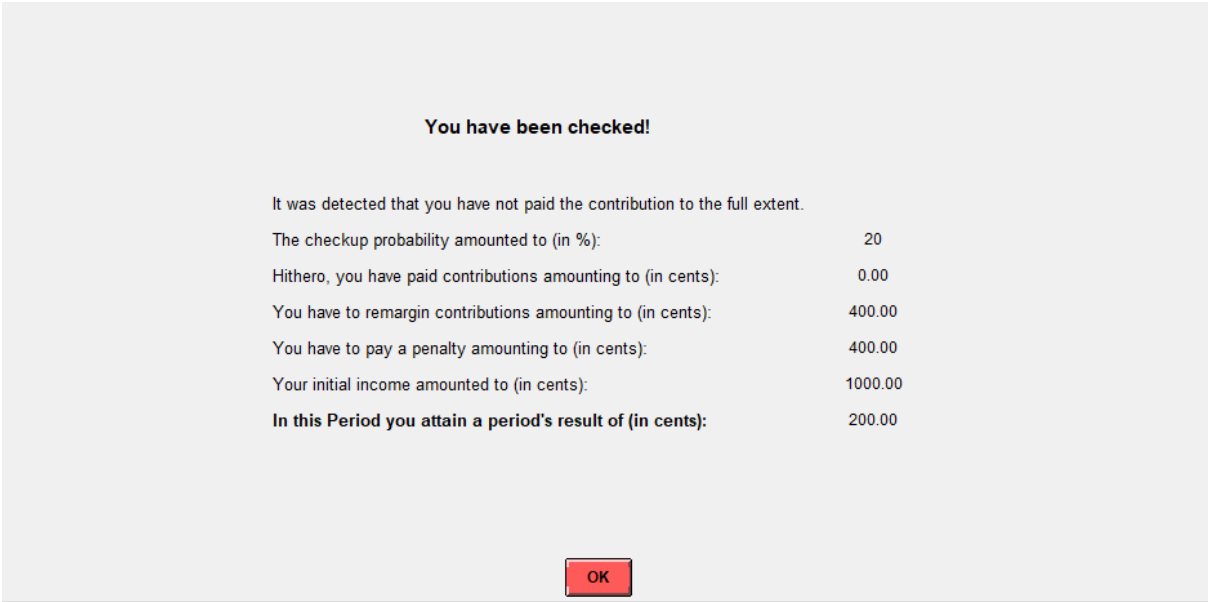 You have been checked!
It was detected that you have not paid the contribution to the full extent.
The checkup probability amounted to (in %): 20
Hithero, you have paid contributions amounting to (in cents): 0.00
You have to remargin contributions amounting to (in cents): 400.00
You have to pay a penalty amounting to (in cents): 400.00
Your initial income amounted to (in cents): 1000.00
In this Period you attain a period's result of (in cents): 200.00
OK